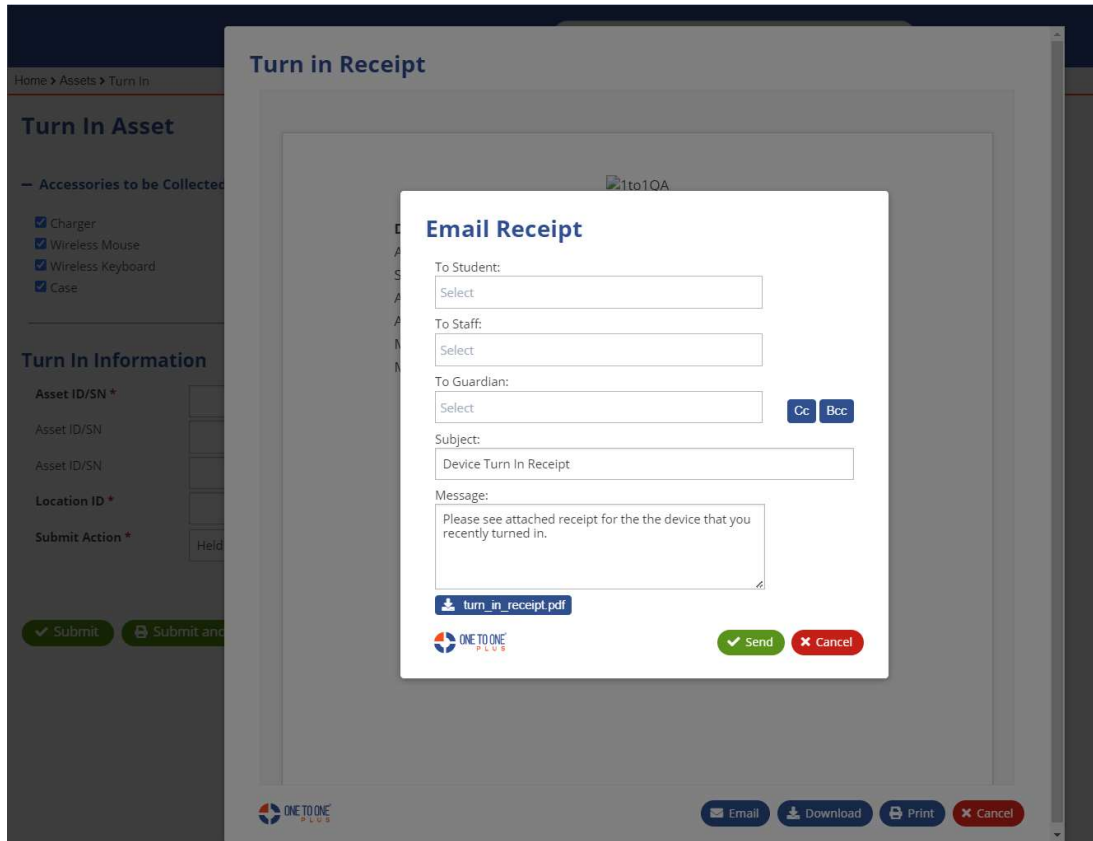 Turn in Receipt
Home > Assets > Turn In
Turn In Asset
Accessories to be Collected
Charger
Wireless Mouse
Wireless Keyboard
Case
Turn In Information
Asset ID/SN *
Asset ID/SN
Asset ID/SN
Location ID *
Submit Action *
Held
Submit
Submit and
1to1QA
Email Receipt
To Student:
Select
To Staff:
Select
To Guardian:
Select
Cc Bcc
Subject:
Device Turn In Receipt
Message:
Please see attached receipt for the the device that you
recently turned in.
turn_in_receipt.pdf
ONE TO ONE
PLUS
Send Cancel
ONE TO ONE
PLUS
Email Download Print Cancel